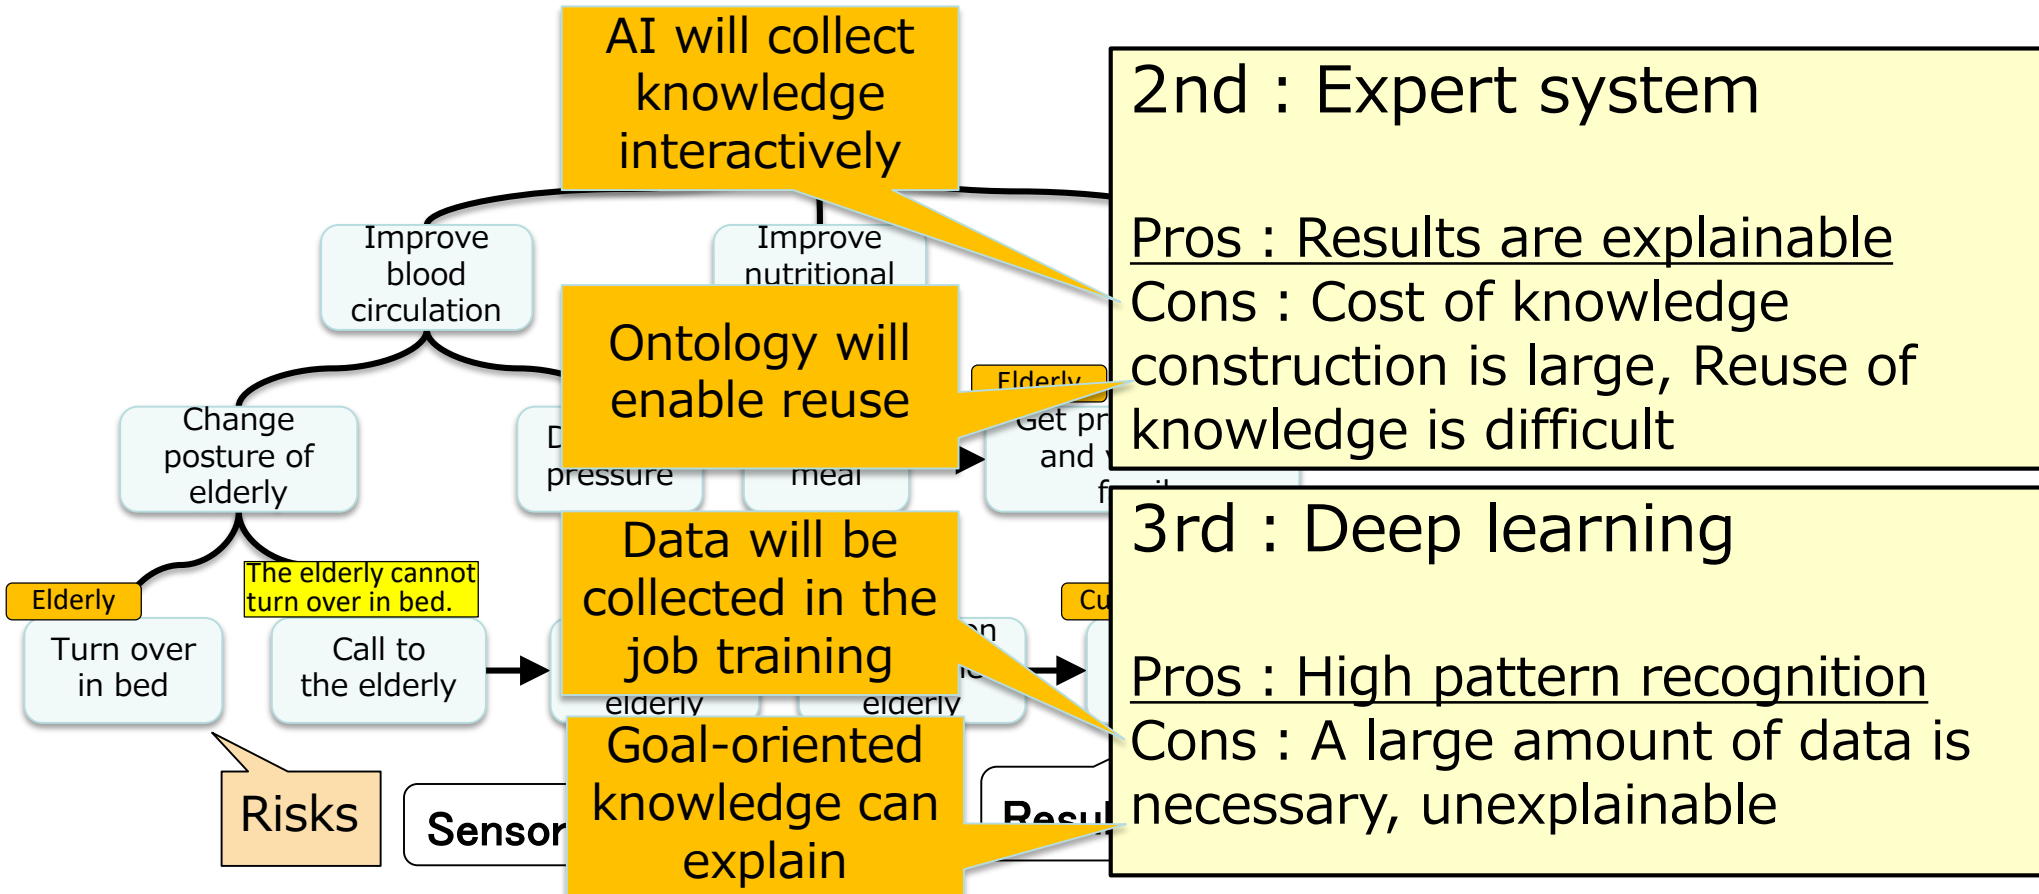 AI will collect
knowledge
interactively
2nd : Expert system
Pros : Results are explainable
Cons : Cost of knowledge
construction is large, Reuse of
knowledge is difficult
Improve
blood
circulation
Improve
nutritional
Ontology will
enable reuse
Elderly
Change
posture of
elderly
pressure
meal
Get
and
3rd : Deep learning
Pros : High pattern recognition
Cons : A large amount of data is
necessary, unexplainable
Data will be
collected in the
job training
The elderly cannot
turn over in bed.
Elderly
Turn over
in bed
Call to
the elderly
elderly
elderly
Goal-oriented
knowledge can
explain
Risks
Sensor